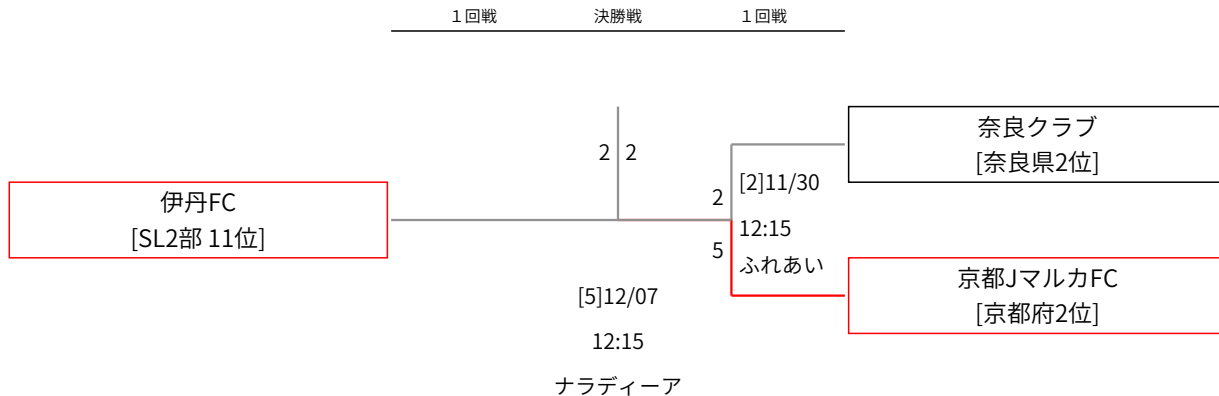 １回戦 決勝戦 １回戦
奈良クラブ
[奈良県2位]
2 2
[2]11/30
2
伊丹FC
[SL2部 11位]
12:15
5
ふれあい
京都JマルカFC
[京都府2位]
[5]12/07
12:15
ナラディーア